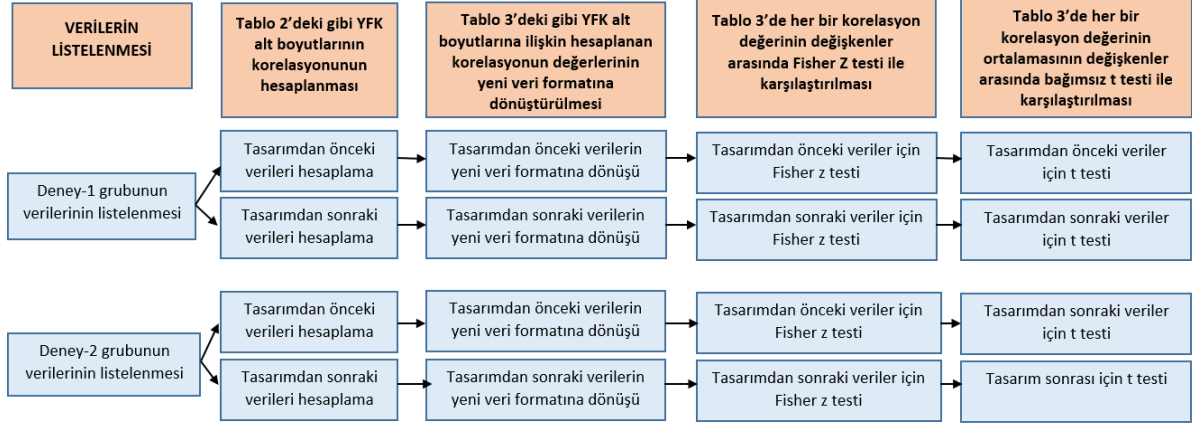 VERİLERİN
LİSTELENMESİ
Tablo 2’deki gibi YFK
alt boyutlarının
korelasyonunun
hesaplanması
Tablo 3’deki gibi YFK alt
boyutlarına ilişkin hesaplanan
korelasyonun değerlerinin
yeni veri formatına
dönüştürülmesi
Tablo 3’de her bir korelasyon
değerinin değişkenler
arasında Fisher Z testi ile
karşılaştırılması
Tablo 3’de her bir
korelasyon değerinin
ortalamasının değişkenler
arasında bağımsız t testi ile
karşılaştırılması
Deney-1 grubunun
verilerinin listelenmesi
Tasarımdan önceki
verileri hesaplama
Tasarımdan önceki verilerin
yeni veri formatına dönüşü
Tasarımdan önceki veriler için
Fisher z testi
Tasarımdan önceki veriler
için t testi
Tasarımdan sonraki
verileri hesaplama
Tasarımdan sonraki verilerin
yeni veri formatına dönüşü
Tasarımdan sonraki veriler için
Fisher z testi
Tasarımdan sonraki veriler
için t testi
Deney-2 grubunun
verilerinin listelenmesi
Tasarımdan önceki
verileri hesaplama
Tasarımdan önceki verilerin
yeni veri formatına dönüşü
Tasarımdan önceki veriler için
Fisher z testi
Tasarımdan sonraki veriler
için t testi
Tasarımdan sonraki
verileri hesaplama
Tasarımdan sonraki verilerin
yeni veri formatına dönüşü
Tasarımdan sonraki veriler için
Fisher z testi
Tasarım sonrası için t testi